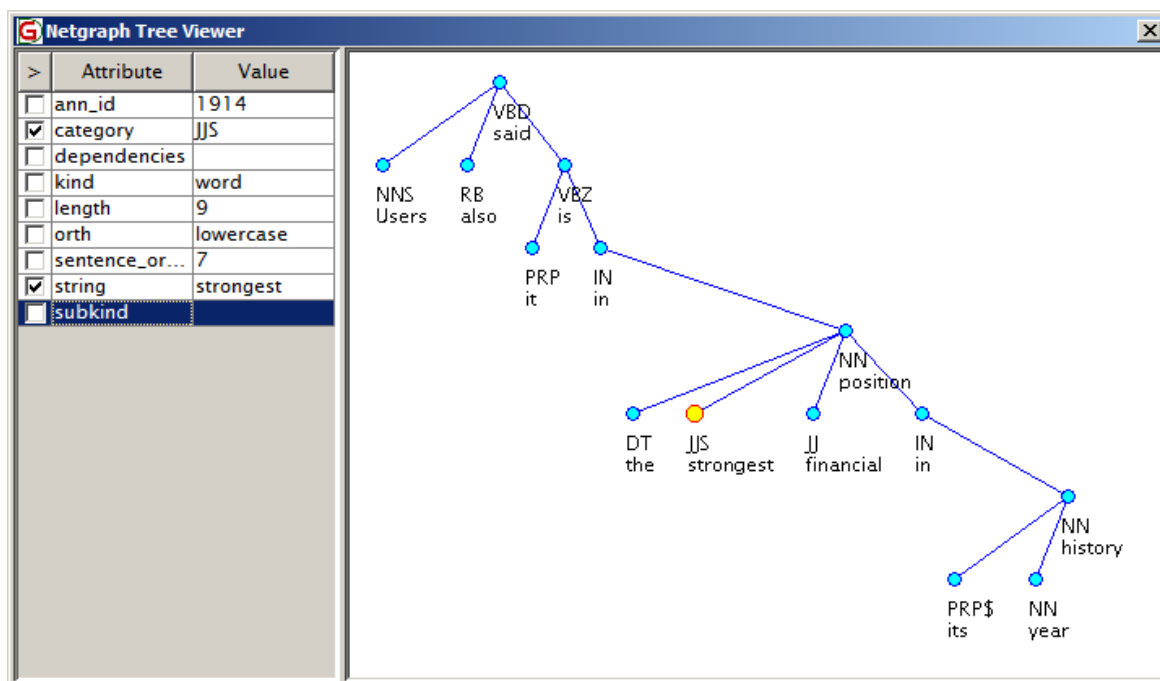 Netgraph Tree Viewer
> Attribute Value
ann_id 1914
category JJS
dependencies
kind word
length 9
orth lowercase
sentence_or... 7
string strongest
subkind
VBD
said
NNS RB VBZ
Users also is
PRP IN
it in
NN
position
DT JJS JJ IN
the strongest financial in
NN
history
PRP$ NN
its year